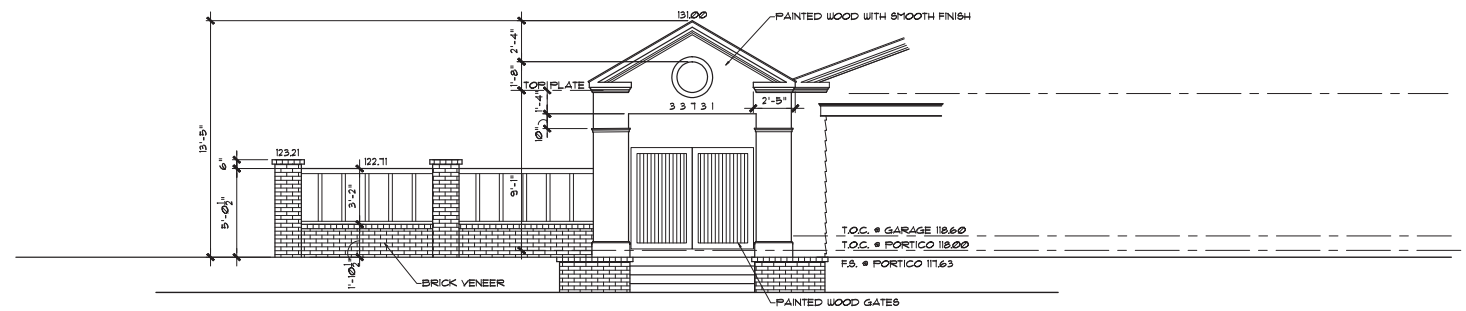 131.00
PAINTED WOOD WITH SMOOTH FINISH
2'-4"
1'-8"
TOP PLATE
1'-4"
33731
2'-5"
10"
13'-5"
123.21
122.71
6"
5'-0½"
3'-2"
9'-1"
1'-10½"
T.O.C. @ GARAGE 118.60
T.O.C. @ PORTICO 118.00
F.S. @ PORTICO 117.63
BRICK VENEER
PAINTED WOOD GATES